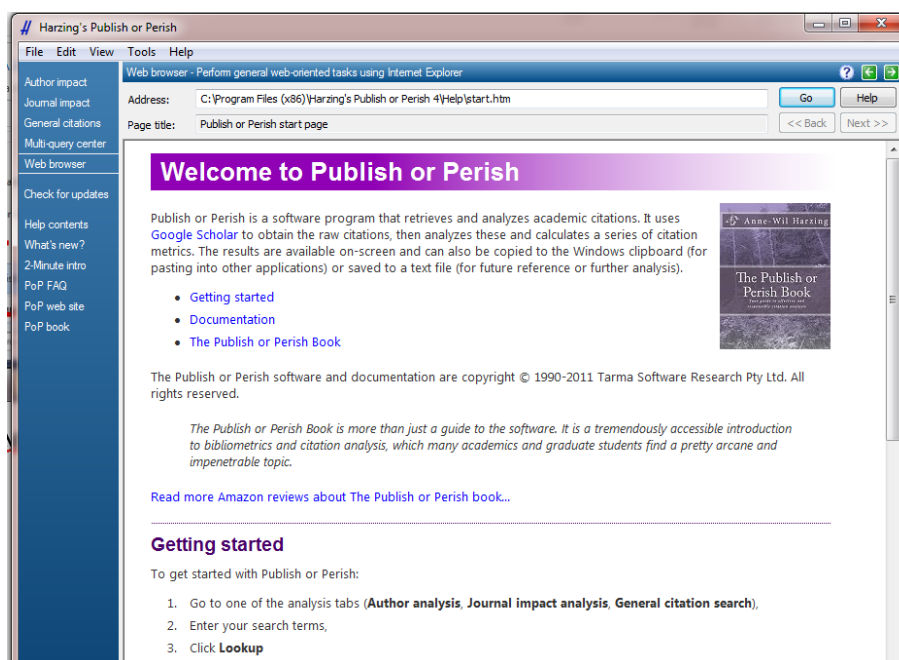 Harzing's Publish or Perish
File Edit View Tools Help
Author impact
Journal impact
General citations
Multi-query center
Web browser
Check for updates
Help contents
What's new?
2-Minute intro
PoP FAQ
PoP web site
PoP book
Web browser - Perform general web-oriented tasks using Internet Explorer
Address: C:\Program Files (x86)\Harzing's Publish or Perish 4\Help\start.htm Go Help
Page title: Publish or Perish start page << Back Next >>
Welcome to Publish or Perish
Publish or Perish is a software program that retrieves and analyzes academic citations. It uses
Google Scholar to obtain the raw citations, then analyzes these and calculates a series of citation
metrics. The results are available on-screen and can also be copied to the Windows clipboard (for
pasting into other applications) or saved to a text file (for future reference or further analysis).
• Getting started
• Documentation
• The Publish or Perish Book
Anne-Wil Harzing
The Publish or
Perish Book
The Publish or Perish software and documentation are copyright © 1990-2011 Tarma Software Research Pty Ltd. All
rights reserved.
The Publish or Perish Book is more than just a guide to the software. It is a tremendously accessible introduction
to bibliometrics and citation analysis, which many academics and graduate students find a pretty arcane and
impenetrable topic.
Read more Amazon reviews about The Publish or Perish book...
Getting started
To get started with Publish or Perish:
1. Go to one of the analysis tabs (Author analysis, Journal impact analysis, General citation search),
2. Enter your search terms,
3. Click Lookup